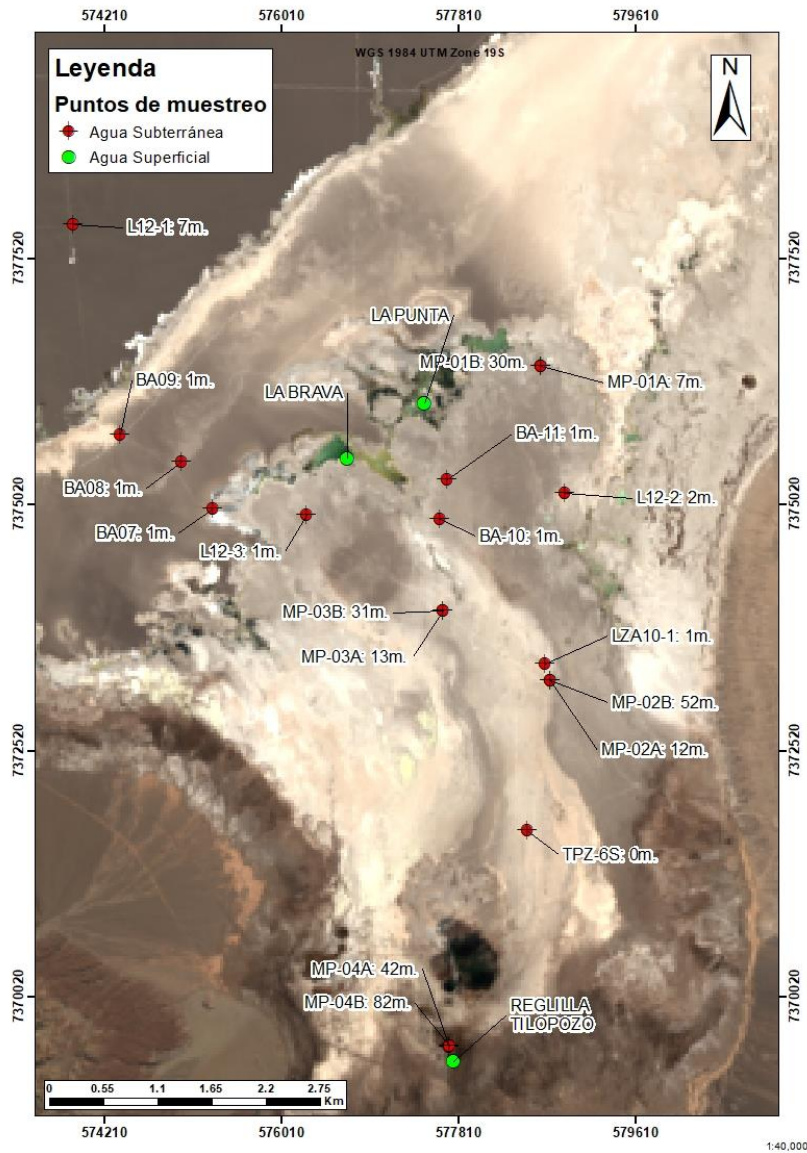 574210 576010 577810 579610
WGS 1984 UTM Zone 19S
Leyenda
Puntos de muestreo
Agua Subterránea
Agua Superficial
N
L12-1: 7m.
7377520
7377520
LA PUNTA
MP-01B: 30m.
MP-01A: 7m.
BA09: 1m.
LA BRAVA
BA-11: 1m.
BA08: 1m.
7375020
7375020
L12-2: 2m.
BA07: 1m.
L12-3: 1m.
BA-10: 1m.
MP-03B: 31m.
LZA10-1: 1m.
MP-03A: 13m.
MP-02B: 52m.
MP-02A: 12m.
7372520
7372520
TPZ-6S: 0m.
MP-04A: 42m.
MP-04B: 82m.
7370020
7370020
REGLILLA
TILOPOZO
0 0.55 1.1 1.65 2.2 2.75
Km
574210 576010 577810 579610
1:40,000